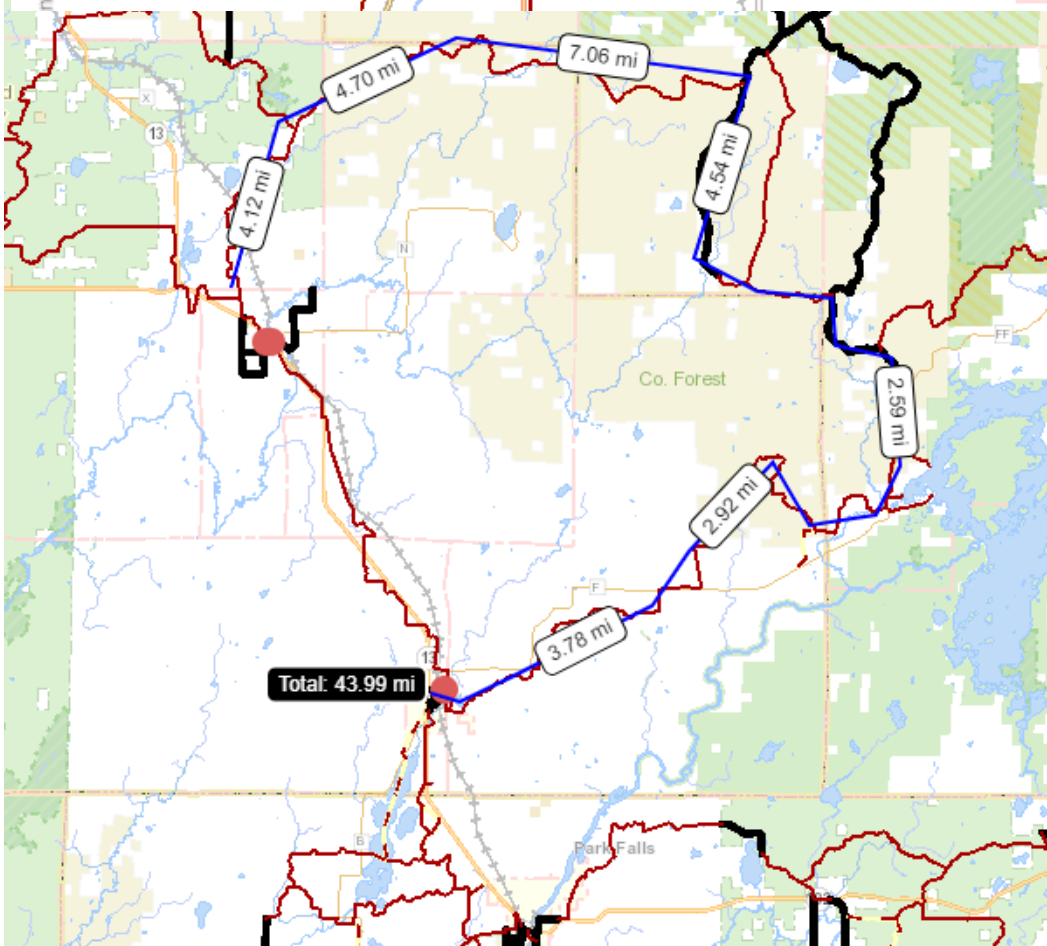 7.06 mi
4.70 mi
X
13
4.54 mi
4.12 mi
N
FF
Co. Forest
2.59 mi
2.92 mi
F
3.78 mi
13
Total: 43.99 mi
B
Park Falls